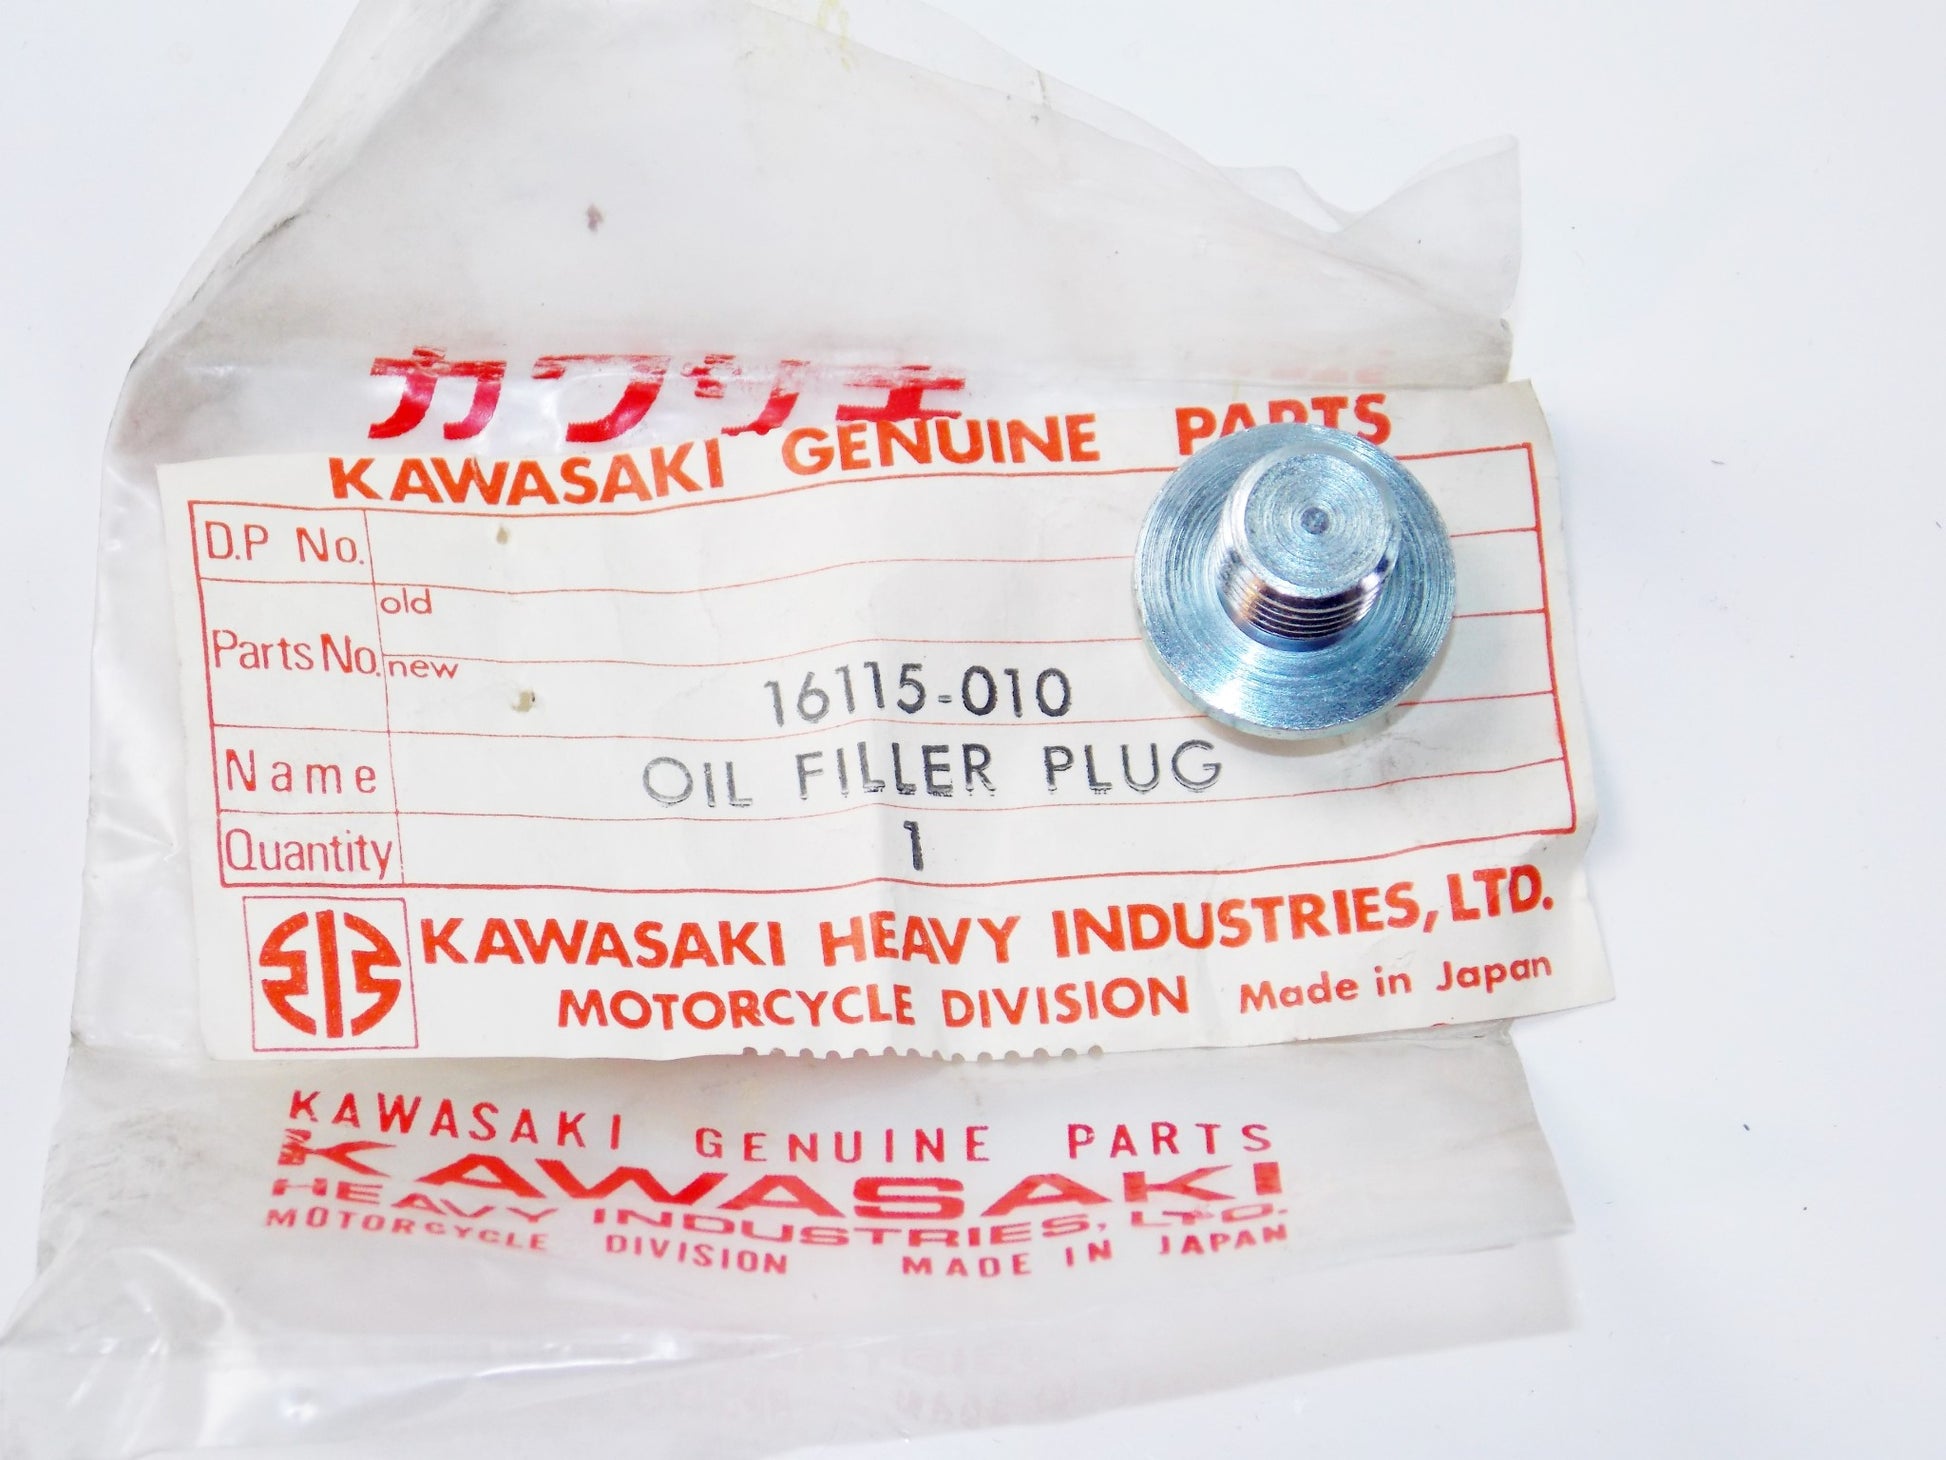 カワサキ
KAWASAKI GENUINE PARTS
D.P No.
Parts No. old
new 16115-010
Name OIL FILLER PLUG
Quantity 1
KAWASAKI HEAVY INDUSTRIES, LTD.
MOTORCYCLE DIVISION Made in Japan
KAWASAKI GENUINE PARTS
KAWASAKI
HEAVY INDUSTRIES, LTD.
MOTORCYCLE DIVISION MADE IN JAPAN